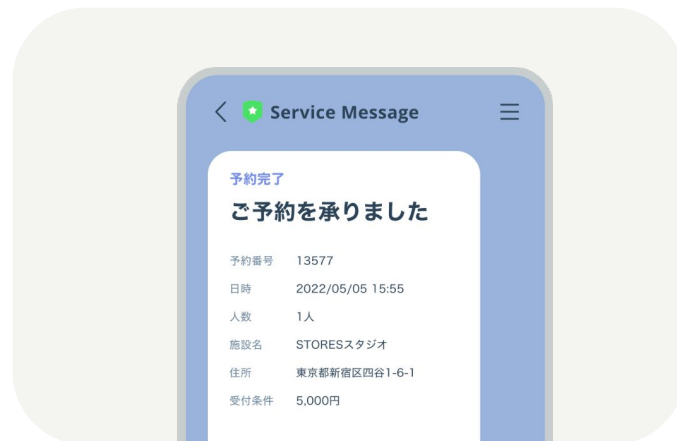 Service Message
予約完了
ご予約を承りました
予約番号 13577
日時 2022/05/05 15:55
人数 1人
施設名 STORESスタジオ
住所 東京都新宿区四谷1-6-1
受付条件 5,000円